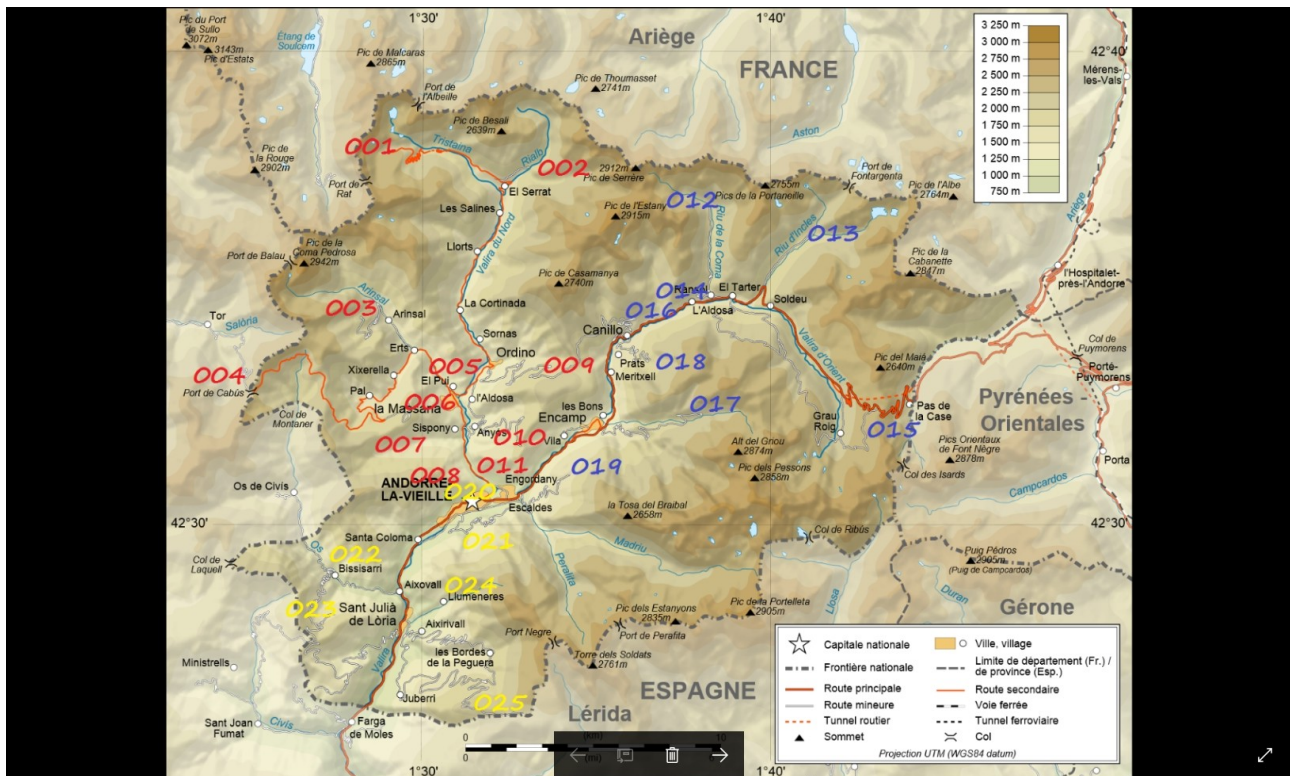 1°30'
1°40'
Pic du Port
de Sullo
3072m
3143m
Pic d'Estats
Étang de
Soulcem
Ariège
FRANCE
3 250 m
3 000 m
2 750 m
2 500 m
2 250 m
2 000 m
1 750 m
1 500 m
1 250 m
1 000 m
750 m
42°40'
Mérens-
les-Vals
Pic de Malcaras
2865m
Port de
l'Albeille
Pic de Thoumasset
2741m
Pic de Besali
2639m
Aston
Ariège
001
Tristaina
Rialb
002
Pic de
la Rouge
2902m
Port de
Rat
El Serrat
2912m
Pic de Serrère
2755m
Pics de la Portaneille
Port de
Fontargenta
Pic de l'Albe
2764m
012
013
Les Salines
Pic de l'Estany
2915m
Riu de la Coma
Riu d'Incles
Llorts
Valira du Nord
Port de Balau
Pic de la
Coma Pedrosa
2942m
Pic de la
Cabanette
2847m
l'Hospitalet-
près-l'Andorre
Pic de Casamanya
2740m
Arinsal
003
Arinsal
La Cortinada
014
Ransol
El Tarter
L'Aldosa
Soldeu
016
Tor
Salòria
Sornas
Canillo
Erts
Ordino
Prats
Meritxell
018
Valira d'Orient
Pic del Maià
2640m
Col de
Puymorens
Porté-
Puymorens
004
Port de Cabús
Xixerella
005
El Pui
009
Pal
006
la Massana
l'Aldosa
017
Col de
Montaner
les Bons
Encamp
Grau
Roig
Pas de
la Case
Pyrénées -
Orientales
015
007
Sispony
Anyós
010
Vila
Alt del Griou
2874m
Pics Orientaux
de Font Nègre
2878m
Porta
008
011
019
Pic dels Pessons
2858m
Col des Isards
Os de Civís
ANDORRE-
LA-VIEILLE
020
Engordany
Escaldes
Campcardos
la Tosa del Braibal
2658m
42°30'
42°30'
Santa Coloma
021
Col de Ribús
Madriu
Perafita
Col de
Laquell
Os
022
Bissisarri
Puig Pédros
2905m
(Puig de Campcardos)
Aixovall
024
Llumeneres
023
Sant Julià
de Lòria
Pic dels Estanyons
2835m
Pic de la Portelleta
2905m
Llosa
Duran
Gérone
Aixirivall
Port Negre
Port de Perafita
les Bordes
de la Peguera
Torre dels Soldats
2761m
Ministrells
Valira
ESPAGNE
Juberri
025
Lérida
Sant Joan
Fumat
Civís
Farga
de Moles
Capitale nationale
Ville, village
Frontière nationale
Limite de département (Fr.) /
de province (Esp.)
Route principale
Route secondaire
Route mineure
Voie ferrée
Tunnel routier
Tunnel ferroviaire
Sommet
Col
Projection UTM (WGS84 datum)
0
(km)
10
0
(mi)
1°30'
1°40'